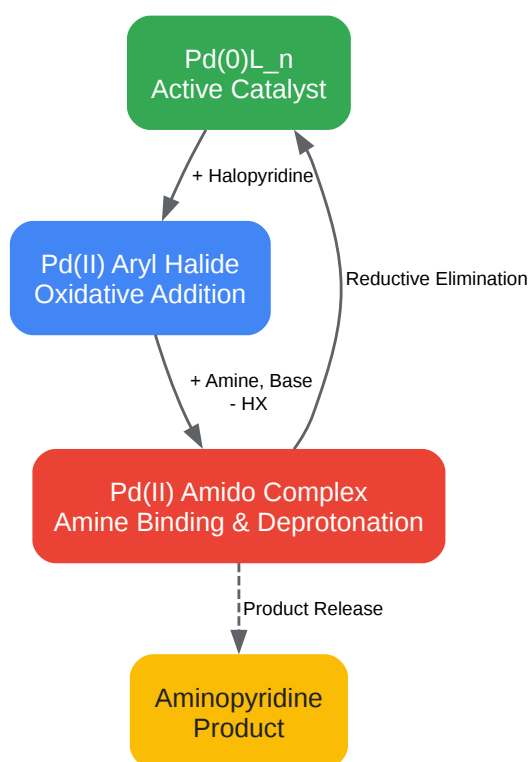 Pd(0)L_n
Active Catalyst
+ Halopyridine
Pd(II) Aryl Halide
Oxidative Addition
Reductive Elimination
+ Amine, Base
- HX
Pd(II) Amido Complex
Amine Binding & Deprotonation
Product Release
Aminopyridine
Product